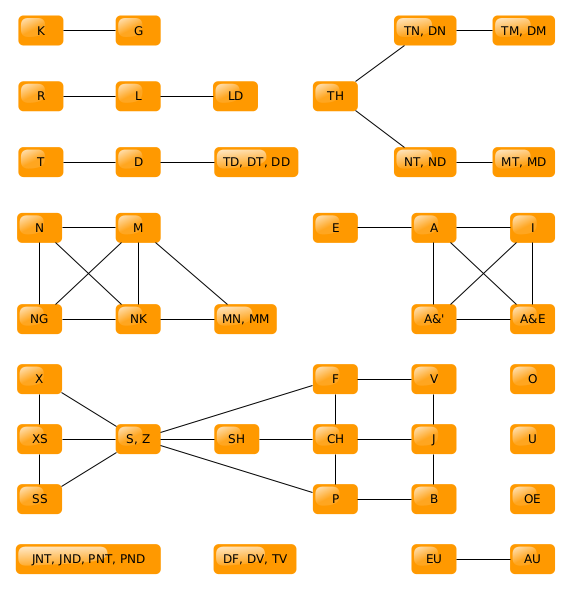 K
G
TN, DN
TM, DM
R
L
LD
TH
T
D
TD, DT, DD
NT, ND
MT, MD
N
M
E
A
I
NG
NK
MN, MM
A&'
A&E
X
F
V
O
XS
S, Z
SH
CH
J
U
SS
P
B
OE
JNT, JND, PNT, PND
DF, DV, TV
EU
AU